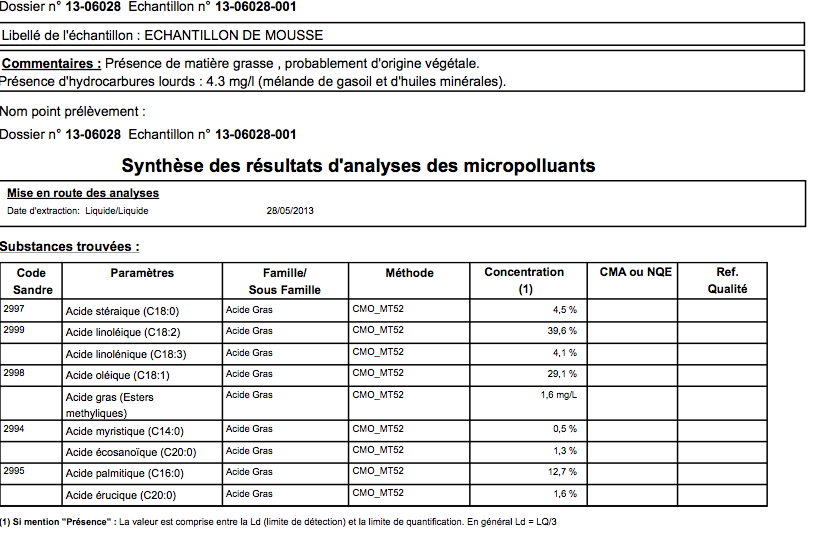 Dossier n° 13-06028 Echantillon n° 13-06028-001
Libellé de l'échantillon : ECHANTILLON DE MOUSSE
Commentaires : Présence de matière grasse , probablement d'origine végétale.
Présence d'hydrocarbures lourds : 4.3 mg/l (mélande de gasoil et d'huiles minérales).
Nom point prélèvement :
Dossier n° 13-06028 Echantillon n° 13-06028-001
Synthèse des résultats d'analyses des micropolluants
Mise en route des analyses
Date d'extraction: Liquide/Liquide 28/05/2013
Substances trouvées :
Code Sandre Paramètres Famille/ Sous Famille Méthode Concentration (1) CMA ou NQE Ref. Qualité
2997 Acide stéraique (C18:0) Acide Gras CMO_MT52 4,5 %
2999 Acide linoléique (C18:2) Acide Gras CMO_MT52 39,6 %
Acide linolénique (C18:3) Acide Gras CMO_MT52 4,1 %
2998 Acide oléique (C18:1) Acide Gras CMO_MT52 29,1 %
Acide gras (Esters methyliques) Acide Gras CMO_MT52 1,6 mg/L
2994 Acide myristique (C14:0) Acide Gras CMO_MT52 0,5 %
Acide écosanoïque (C20:0) Acide Gras CMO_MT52 1,3 %
2995 Acide palmitique (C16:0) Acide Gras CMO_MT52 12,7 %
Acide érucique (C20:0) Acide Gras CMO_MT52 1,6 %
(1) Si mention "Présence" : La valeur est comprise entre la Ld (limite de détection) et la limite de quantification. En général Ld = LQ/3